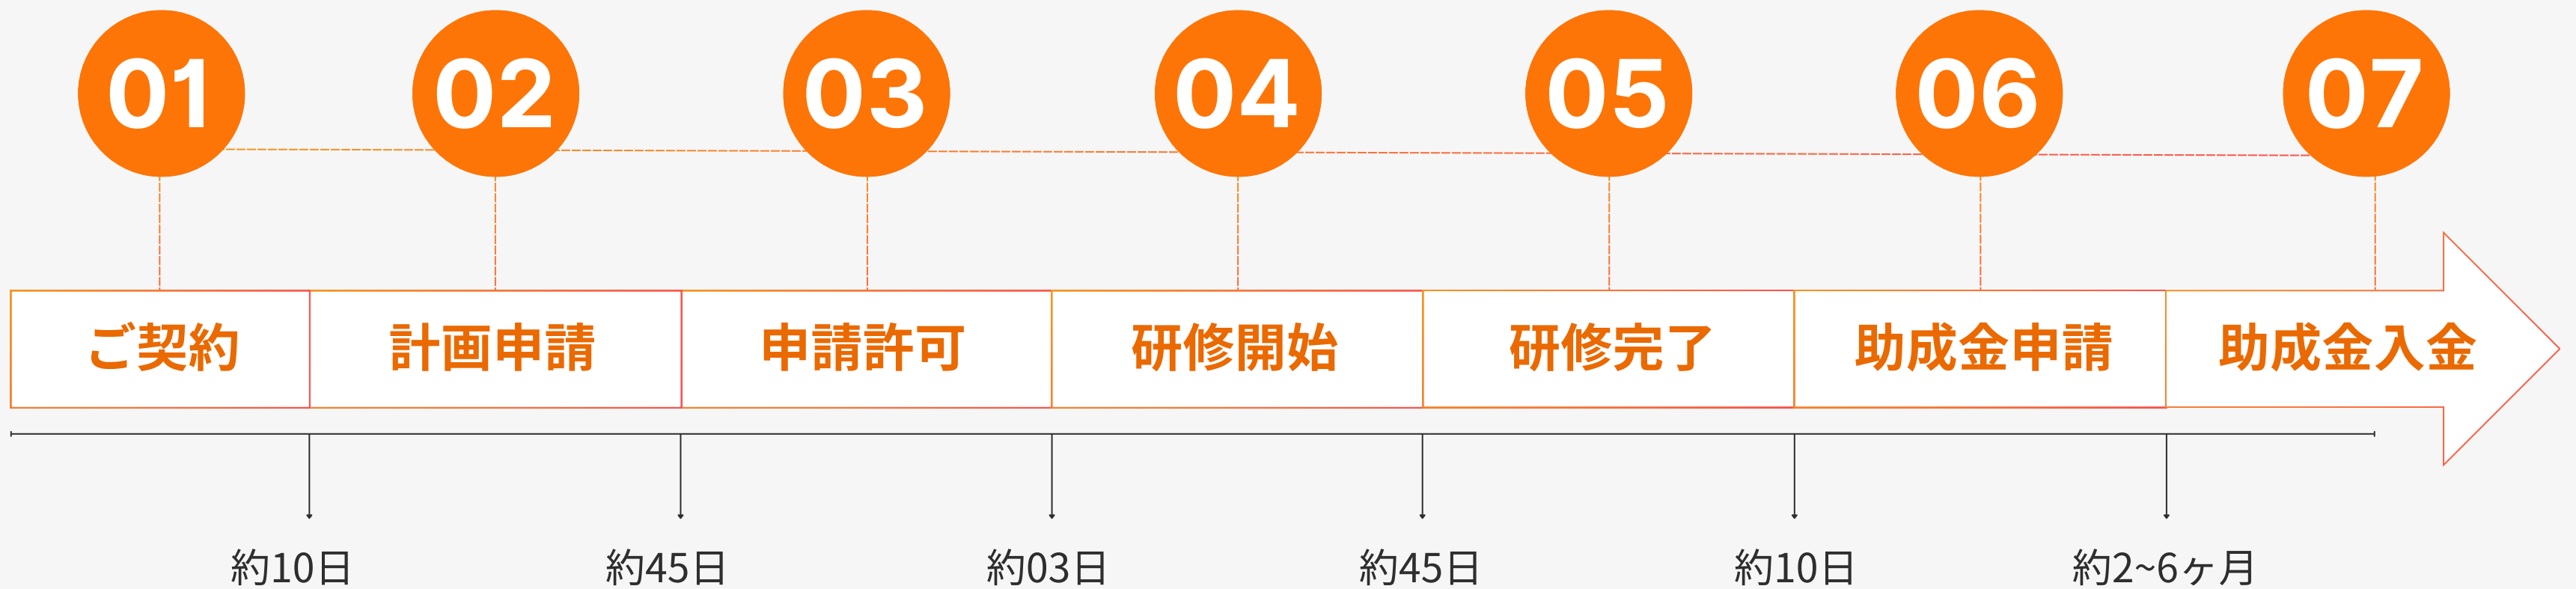 01 02 03 04 05 06 07
ご契約 計画申請 申請許可 研修開始 研修完了 助成金申請 助成金入金
約10日 約45日 約03日 約45日 約10日 約2~6ヶ月